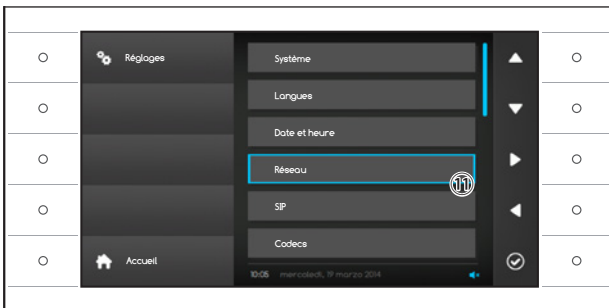 Réglages
Système
Langues
Date et heure
Réseau
11
SIP
Codecs
Accueil
10:05 mercoledì, 19 marzo 2014